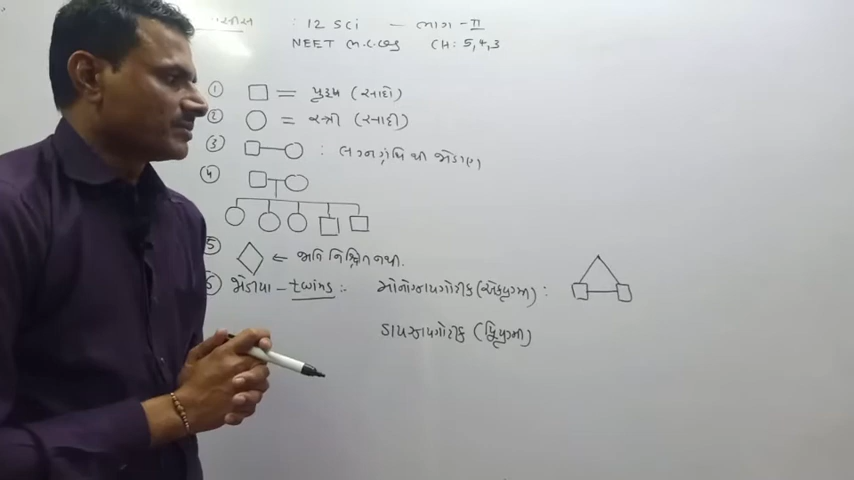 : 12 Sci — ભાગ - II
NEET M.C.Qs CH: 5,4,3
① = પુરૂષ (સાદો)
② = સ્ત્રી (સાદી)
③ : લગ્નગ્રંથિથી જોડાણ
④
5 ← જાતિ નિશ્ચિત નથી.
6 જોડીયા - twins :- મોનોઝાયગોટીક (એકયુગ્મી) :
ડાયઝાયગોટીક (દ્વિયુગ્મી)